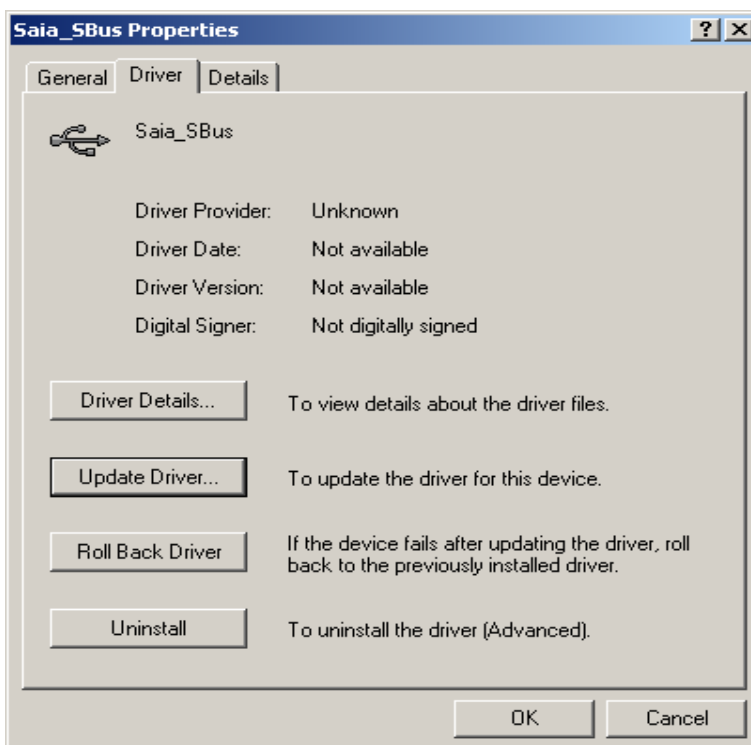 Saia_SBus Properties
General Driver Details
Saia_SBus
Driver Provider: Unknown
Driver Date: Not available
Driver Version: Not available
Digital Signer: Not digitally signed
Driver Details... To view details about the driver files.
Update Driver... To update the driver for this device.
Roll Back Driver If the device fails after updating the driver, roll
back to the previously installed driver.
Uninstall To uninstall the driver (Advanced).
OK Cancel